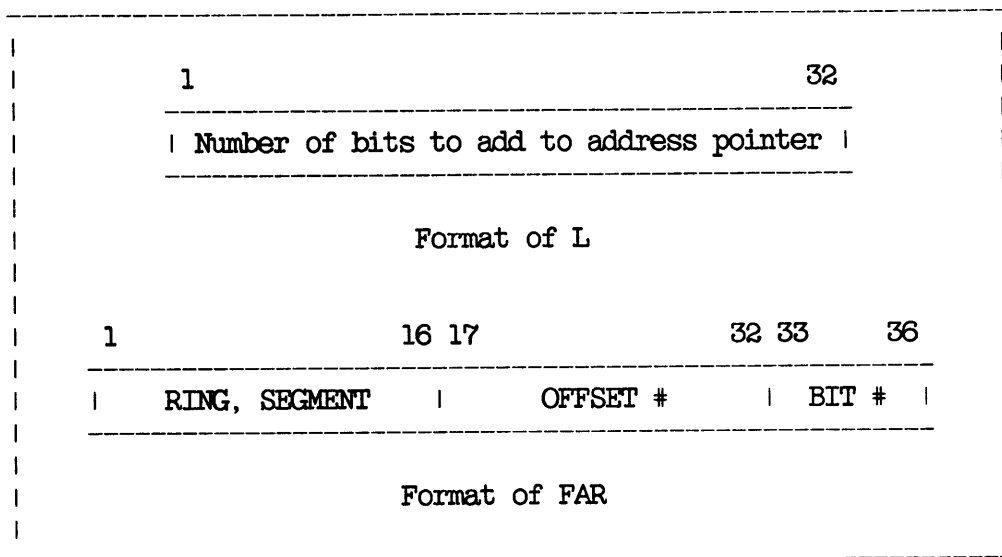 1 32
Number of bits to add to address pointer
Format of L
1 16 17 32 33 36
RING, SEGMENT | OFFSET # | BIT #
Format of FAR